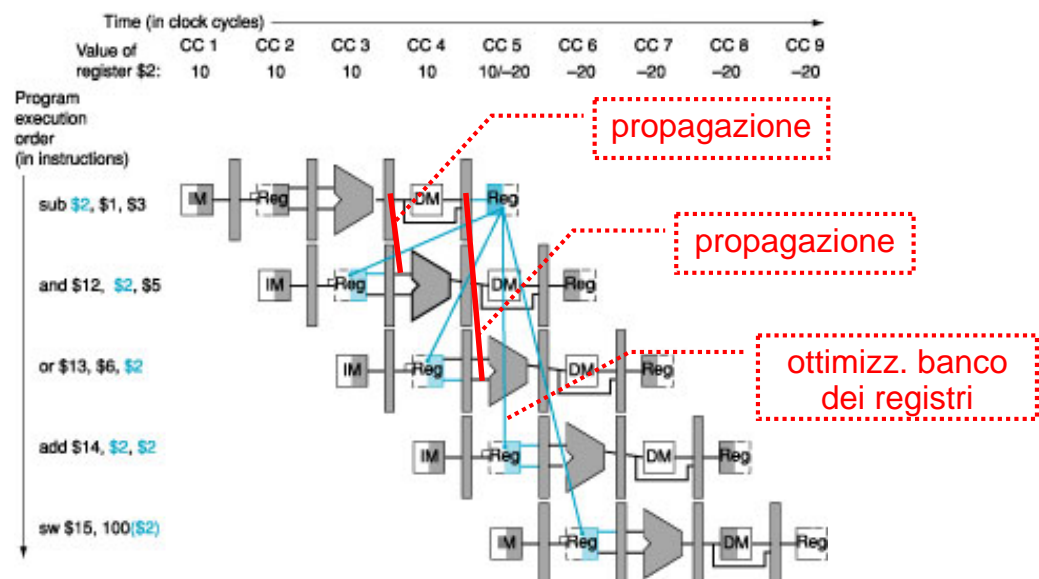 Time (in clock cycles)
CC 1 CC 2 CC 3 CC 4 CC 5 CC 6 CC 7 CC 8 CC 9
Value of
register $2: 10 10 10 10 10/–20 –20 –20 –20 –20
Program
execution
order
(in instructions)
propagazione
sub $2, $1, $3
IM Reg DM Reg
propagazione
and $12, $2, $5
IM Reg DM Reg
or $13, $6, $2
IM Reg DM Reg
ottimizz. banco
dei registri
add $14, $2, $2
IM Reg DM Reg
sw $15, 100($2)
IM Reg DM Reg